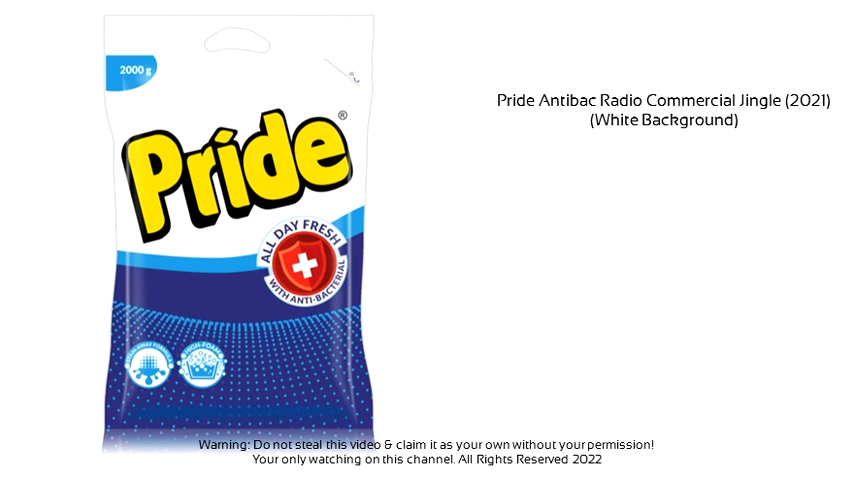 2000 g
Pride®
ALL DAY FRESH
WITH ANTI-BACTERIAL
HIGH-FOAM
Pride Antibac Radio Commercial Jingle (2021)
(White Background)
Warning: Do not steal this video & claim it as your own without your permission!
Your only watching on this channel. All Rights Reserved 2022